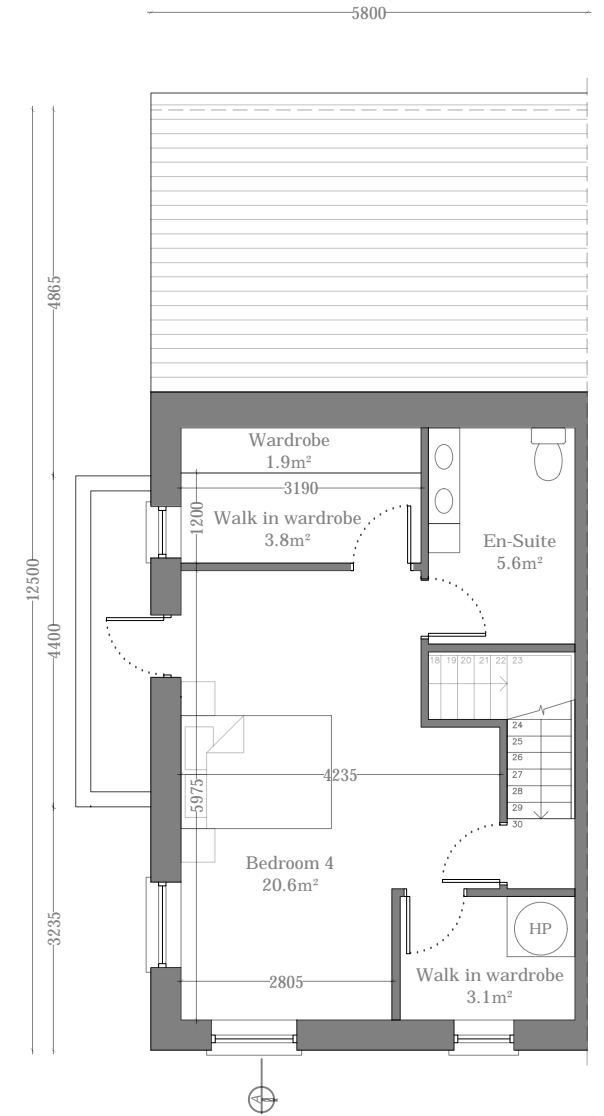 5800
4865
12500
4400
3235
Wardrobe
1.9m²
3190
1200
Walk in wardrobe
3.8m²
En-Suite
5.6m²
18 19 20 21 22 23
24
25
26
27
28
29
30
4235
5975
Bedroom 4
20.6m²
HP
2805
Walk in wardrobe
3.1m²
A